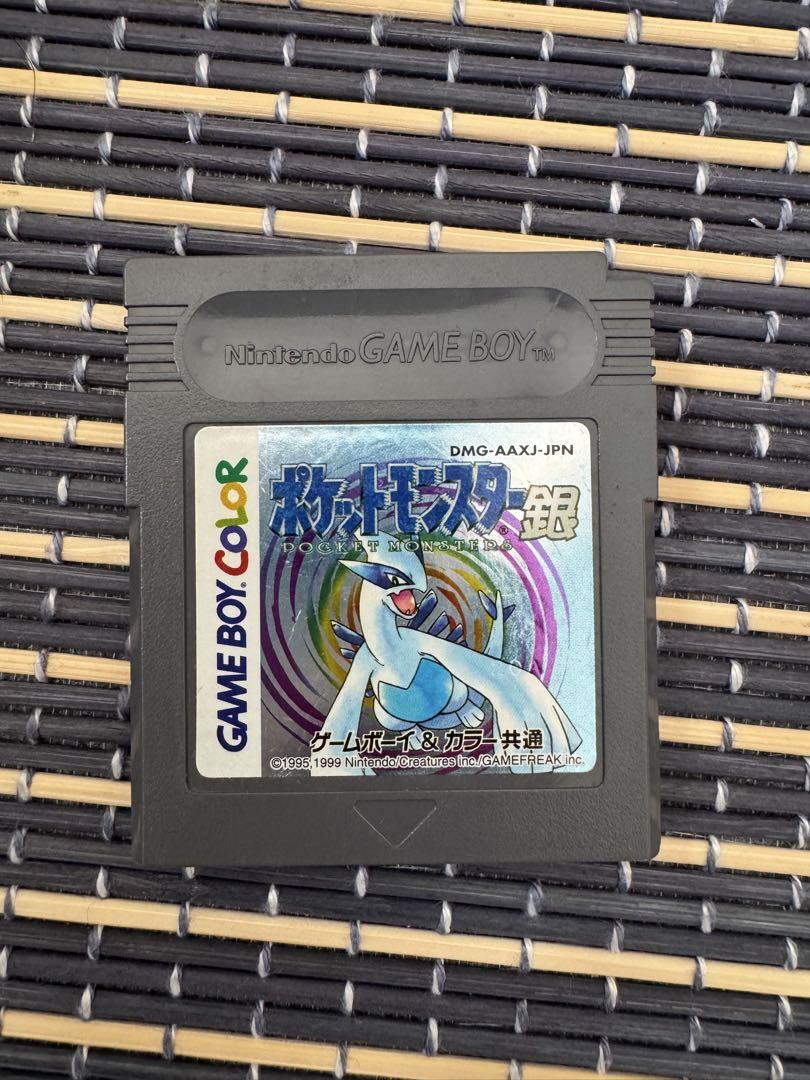 Nintendo GAME BOY™
DMG-AAXJ-JPN
ポケットモンスター銀
®
POCKET MONSTERS
GAME BOY COLOR
ゲームボーイ & カラー共通
©1995,1999 Nintendo/Creatures inc./GAMEFREAK inc.